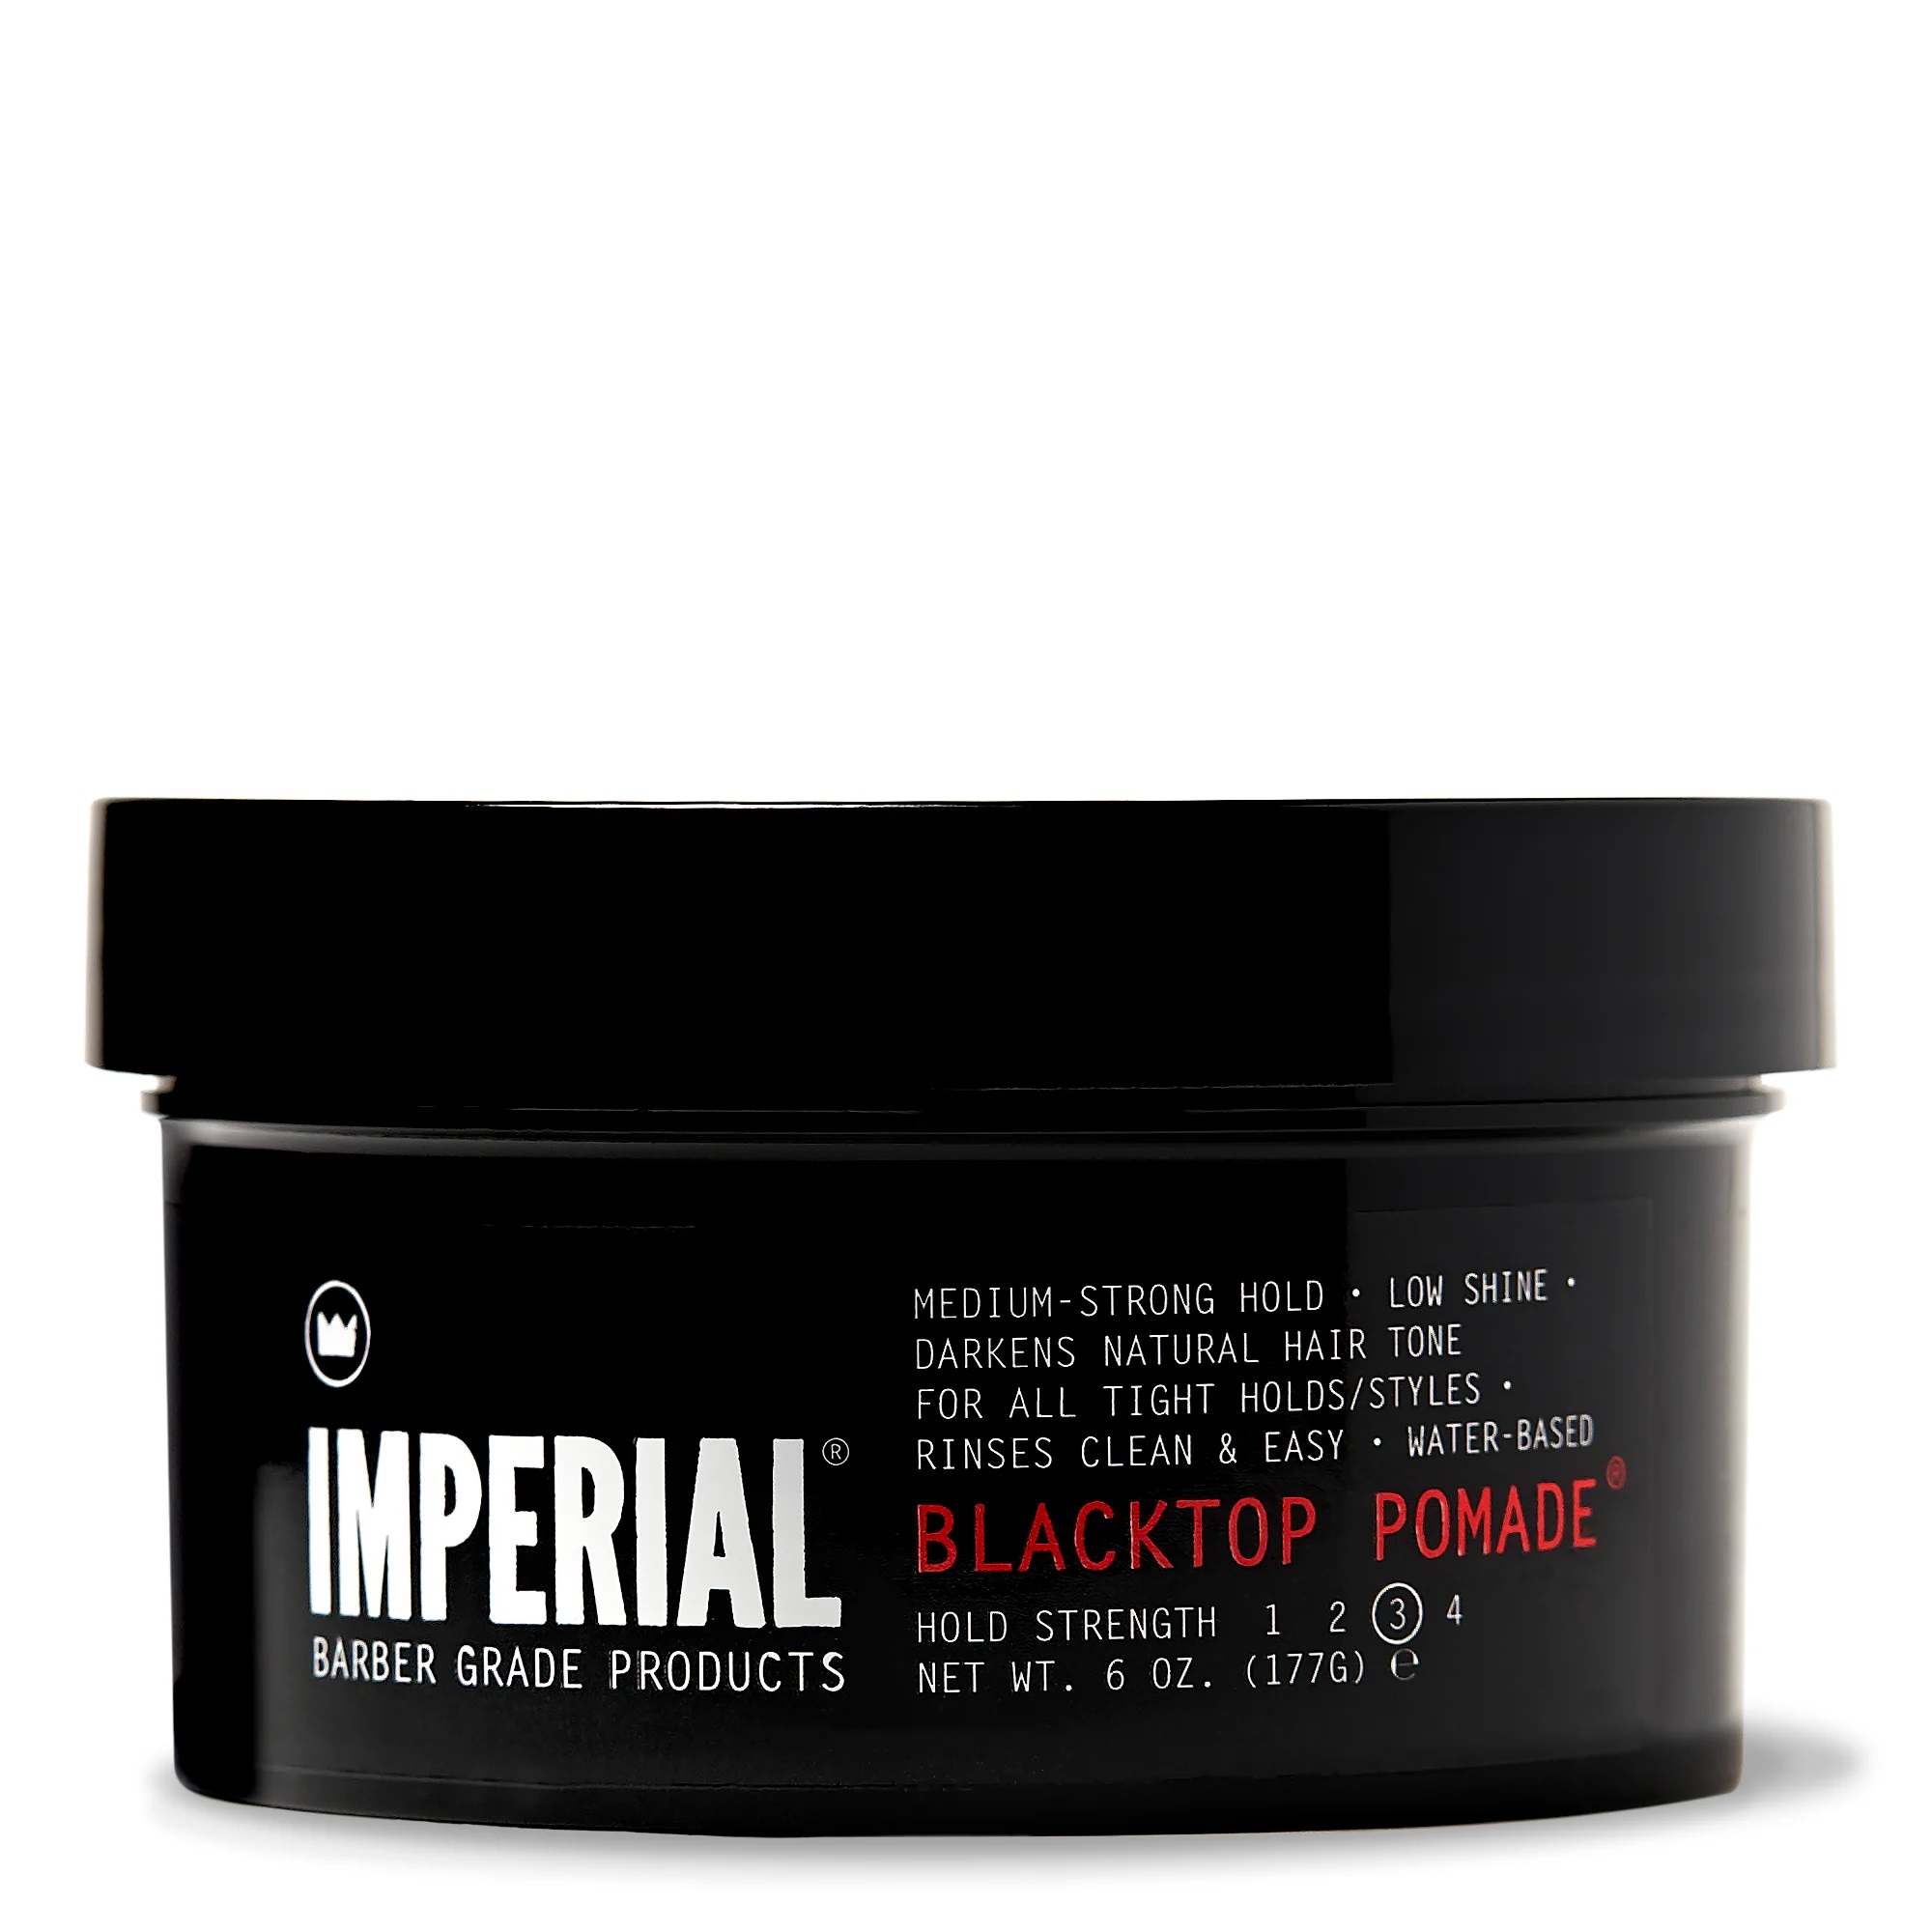 IMPERIAL®
BARBER GRADE PRODUCTS
MEDIUM-STRONG HOLD • LOW SHINE •
DARKENS NATURAL HAIR TONE
FOR ALL TIGHT HOLDS/STYLES •
RINSES CLEAN & EASY • WATER-BASED
BLACKTOP POMADE®
HOLD STRENGTH 1 2 3 4
NET WT. 6 OZ. (177G) ℮